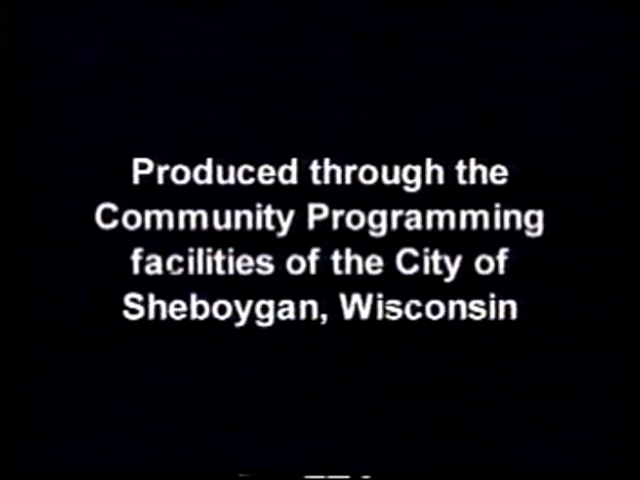 Produced through the
Community Programming
facilities of the City of
Sheboygan, Wisconsin